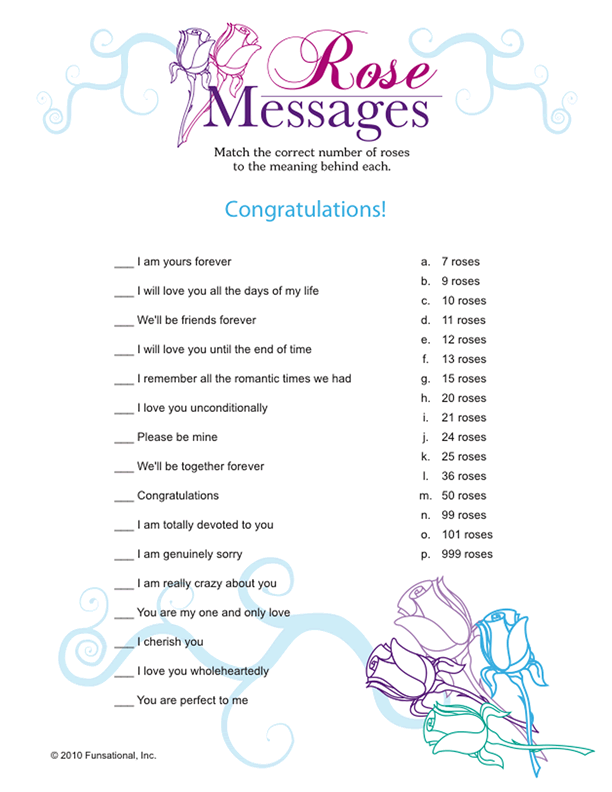 Rose
Messages
Match the correct number of roses
to the meaning behind each.
Congratulations!
___ I am yours forever
___ I will love you all the days of my life
___ We'll be friends forever
___ I will love you until the end of time
___ I remember all the romantic times we had
___ I love you unconditionally
___ Please be mine
___ We'll be together forever
___ Congratulations
___ I am totally devoted to you
___ I am genuinely sorry
___ I am really crazy about you
___ You are my one and only love
___ I cherish you
___ I love you wholeheartedly
___ You are perfect to me
a. 7 roses
b. 9 roses
c. 10 roses
d. 11 roses
e. 12 roses
f. 13 roses
g. 15 roses
h. 20 roses
i. 21 roses
j. 24 roses
k. 25 roses
l. 36 roses
m. 50 roses
n. 99 roses
o. 101 roses
p. 999 roses
© 2010 Funsational, Inc.